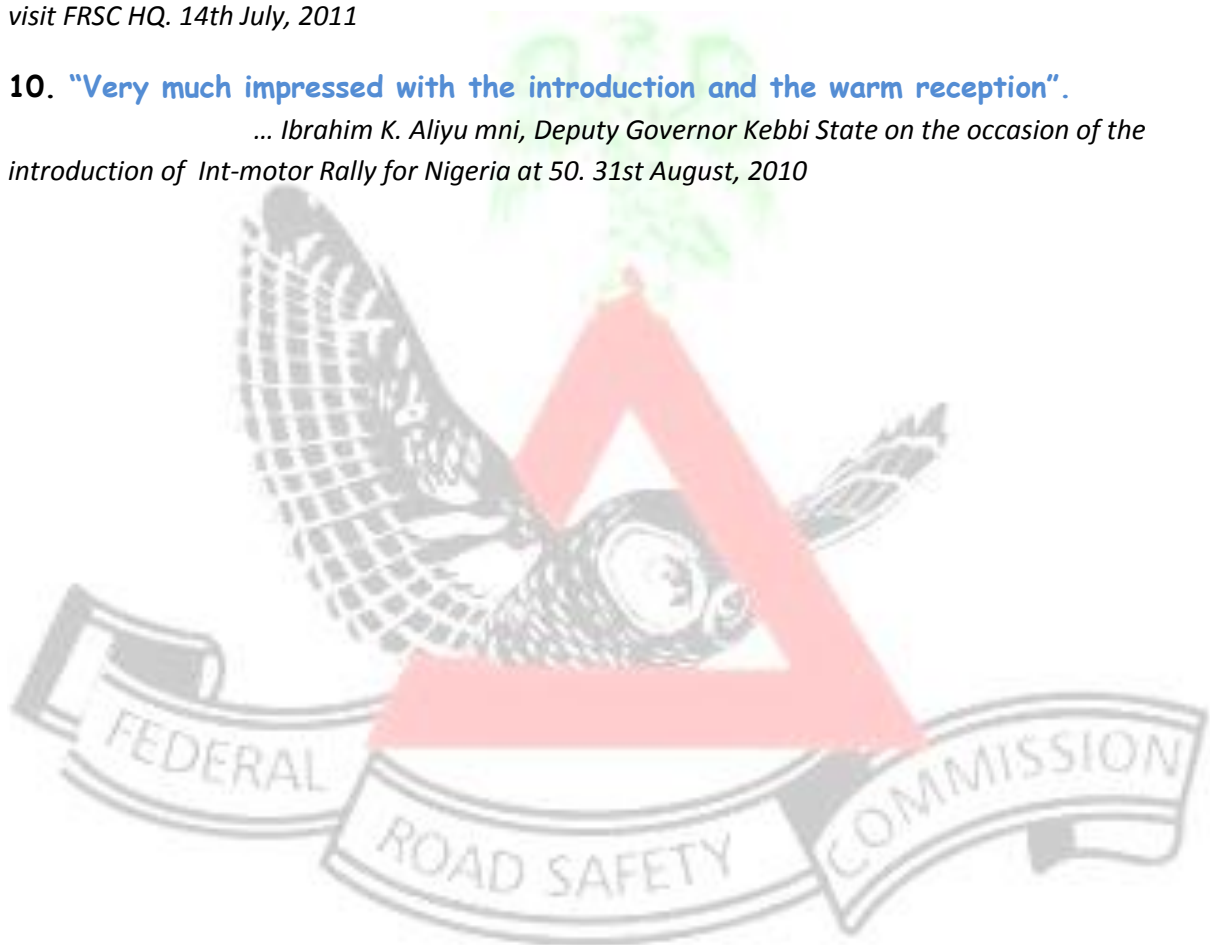 visit FRSC HQ. 14th July, 2011
10. “Very much impressed with the introduction and the warm reception”.
... Ibrahim K. Aliyu mni, Deputy Governor Kebbi State on the occasion of the
introduction of Int-motor Rally for Nigeria at 50. 31st August, 2010
FEDERAL
ROAD SAFETY
COMMISSION